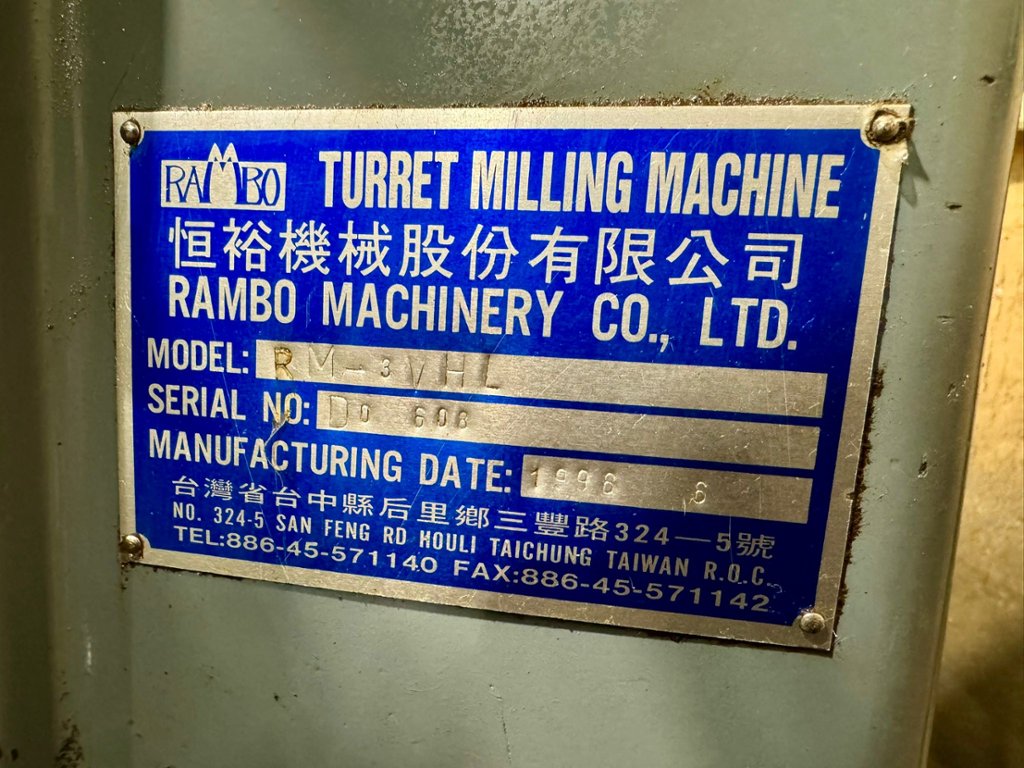 RAMBO TURRET MILLING MACHINE
恒裕機械股份有限公司
RAMBO MACHINERY CO., LTD.
MODEL: RM-3VHL
SERIAL NO: DO 608
MANUFACTURING DATE: 1996 6
台灣省台中縣后里鄉三豐路324—5號
NO. 324-5 SAN FENG RD HOULI TAICHUNG TAIWAN R.O.C.
TEL:886-45-571140 FAX:886-45-571142